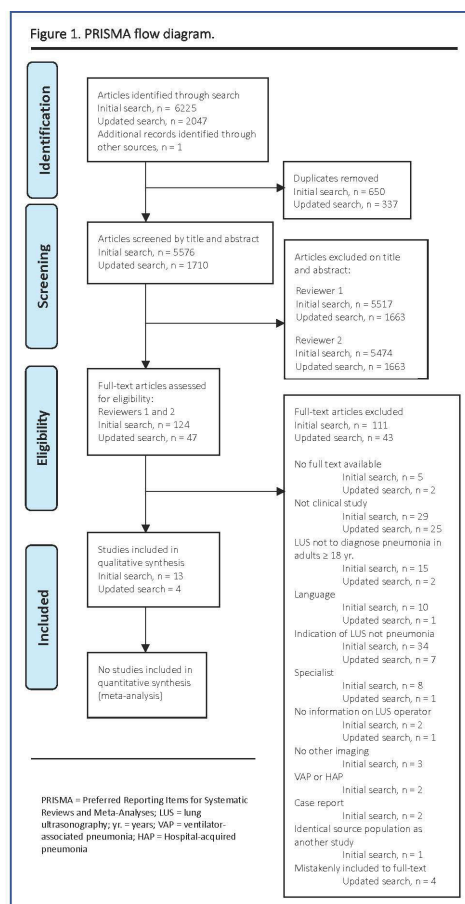 Figure 1. PRISMA flow diagram.
Identification
Articles identified through search
Initial search, n = 6225
Updated search, n = 2047
Additional records identified through
other sources, n = 1
Duplicates removed
Initial search, n = 650
Updated search, n = 337
Screening
Articles screened by title and abstract
Initial search, n = 5576
Updated search, n = 1710
Articles excluded on title
and abstract:
Reviewer 1
Initial search, n = 5517
Updated search, n = 1663
Reviewer 2
Initial search, n = 5474
Updated search, n = 1663
Eligibility
Full-text articles assessed
for eligibility:
Reviewers 1 and 2
Initial search, n = 124
Updated search, n = 47
Full-text articles excluded
Initial search, n = 111
Updated search, n = 43
No full text available
Initial search, n = 5
Updated search, n = 2
Not clinical study
Initial search, n = 29
Updated search, n = 25
LUS not to diagnose pneumonia in
adults ≥ 18 yr.
Initial search, n = 15
Updated search, n = 2
Language
Initial search, n = 10
Updated search, n = 1
Indication of LUS not pneumonia
Initial search, n = 34
Updated search, n = 7
Specialist
Initial search, n = 8
Updated search, n = 1
No information on LUS operator
Initial search, n = 2
Updated search, n = 1
No other imaging
Initial search, n = 3
VAP or HAP
Initial search, n = 2
Case report
Initial search, n = 2
Identical source population as
another study
Initial search, n = 1
Mistakenly included to full-text
Updated search, n = 4
Included
Studies included in
qualitative synthesis
Initial search, n = 13
Updated search = 4
No studies included in
quantitative synthesis
(meta-analysis)
PRISMA = Preferred Reporting Items for Systematic
Reviews and Meta-Analyses; LUS = lung
ultrasonography; yr. = years; VAP = ventilator-
associated pneumonia; HAP = Hospital-acquired
pneumonia